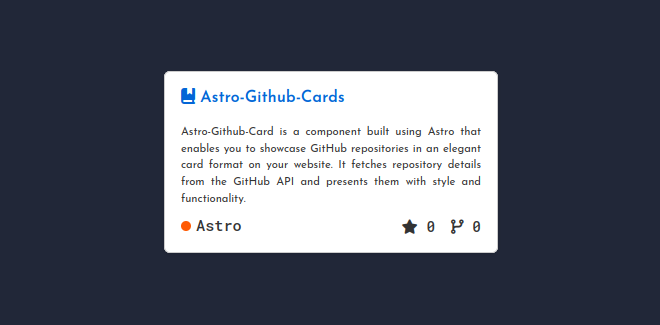 Astro-Github-Cards
Astro-Github-Card is a component built using Astro that
enables you to showcase GitHub repositories in an elegant
card format on your website. It fetches repository details
from the GitHub API and presents them with style and
functionality.
Astro 0 0